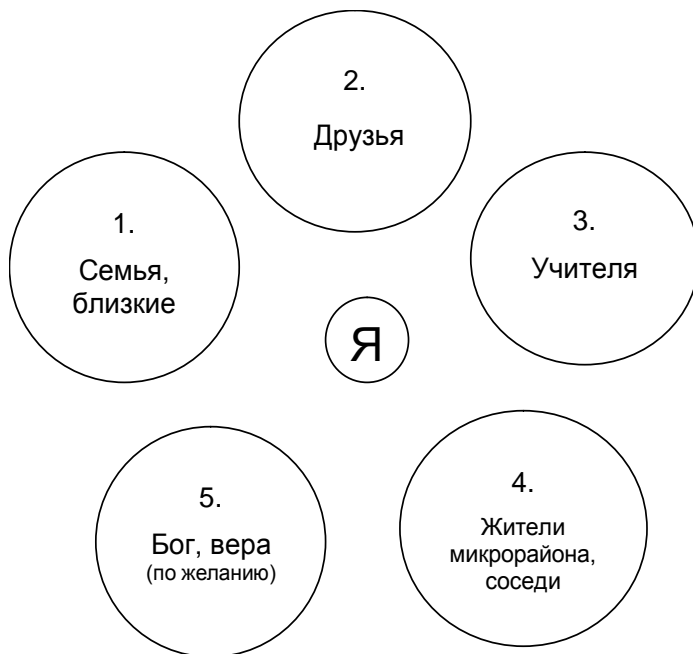 1.
Семья,
близкие
2.
Друзья
3.
Учителя
Я
4.
Жители
микрорайона,
соседи
5.
Бог, вера
(по желанию)